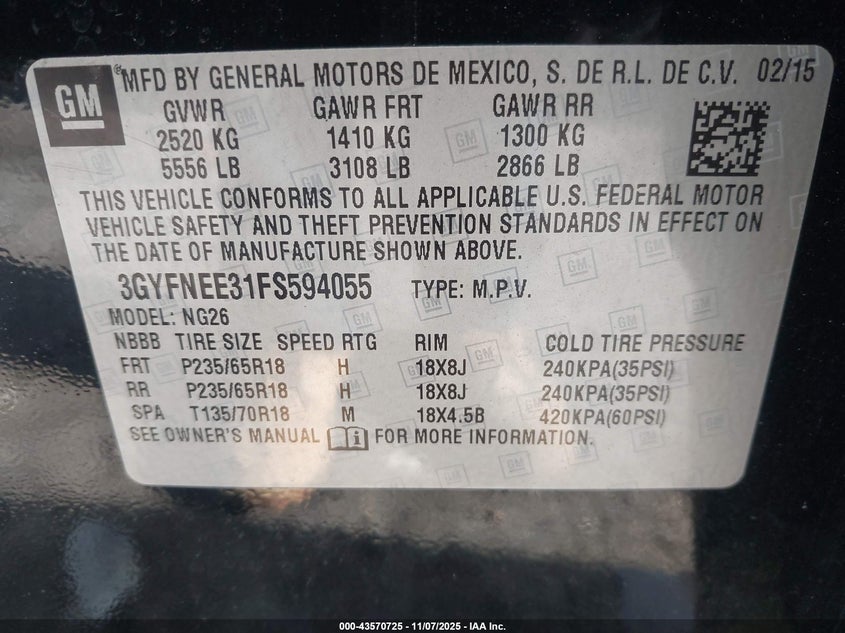 GM
® MFD BY GENERAL MOTORS DE MEXICO, S. DE R.L. DE C.V. 02/15
GVWR GAWR FRT GAWR RR
2520 KG 1410 KG 1300 KG
5556 LB 3108 LB 2866 LB
THIS VEHICLE CONFORMS TO ALL APPLICABLE U.S. FEDERAL MOTOR
VEHICLE SAFETY AND THEFT PREVENTION STANDARDS IN EFFECT ON
THE DATE OF MANUFACTURE SHOWN ABOVE.
3GYFNEE31FS594055 TYPE: M.P.V.
MODEL: NG26
NBBB TIRE SIZE SPEED RTG RIM COLD TIRE PRESSURE
FRT P235/65R18 H 18X8J 240KPA(35PSI)
RR P235/65R18 H 18X8J 240KPA(35PSI)
SPA T135/70R18 M 18X4.5B 420KPA(60PSI)
SEE OWNER'S MANUAL i FOR MORE INFORMATION.
000-43570725 - 11/07/2025 - IAA Inc.